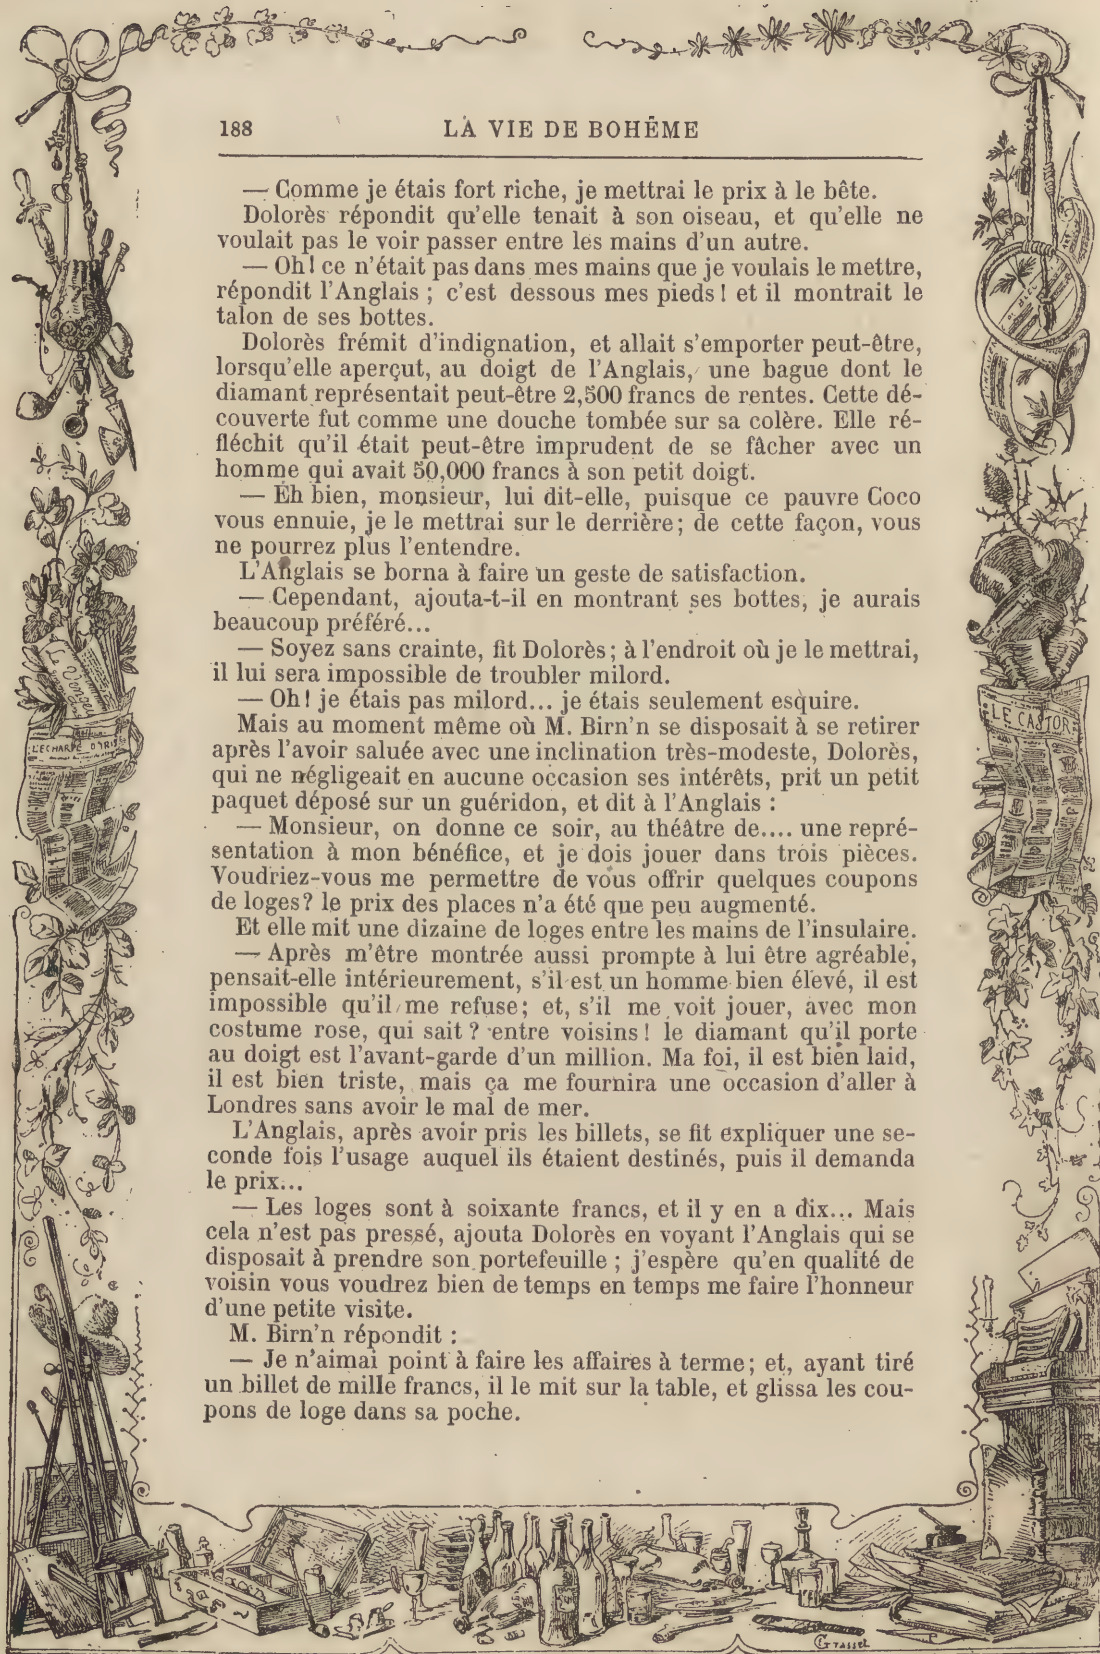 188 LA VIE DE BOHÊME
— Comme je étais fort riche, je mettrai le prix à le bête.
Dolorès répondit qu'elle tenait à son oiseau, et qu'elle ne
voulait pas le voir passer entre les mains d'un autre.
— Oh! ce n'était pas dans mes mains que je voulais le mettre,
répondit l'Anglais ; c'est dessous mes pieds! et il montrait le
talon de ses bottes.
Dolorès frémit d'indignation, et allait s'emporter peut-être,
lorsqu'elle aperçut, au doigt de l'Anglais, une bague dont le
diamant représentait peut-être 2,500 francs de rentes. Cette dé-
couverte fut comme une douche tombée sur sa colère. Elle ré-
fléchit qu'il était peut-être imprudent de se fâcher avec un
homme qui avait 50,000 francs à son petit doigt.
— Eh bien, monsieur, lui dit-elle, puisque ce pauvre Coco
vous ennuie, je le mettrai sur le derrière; de cette façon, vous
ne pourrez plus l'entendre.
L'Anglais se borna à faire un geste de satisfaction.
— Cependant, ajouta-t-il en montrant ses bottes, je aurais
beaucoup préféré...
— Soyez sans crainte, fit Dolorès; à l'endroit où je le mettrai,
il lui sera impossible de troubler milord.
— Oh! je étais pas milord... je étais seulement esquire.
Mais au moment même où M. Birn'n se disposait à se retirer
après l'avoir saluée avec une inclination très-modeste, Dolorès,
qui ne négligeait en aucune occasion ses intérêts, prit un petit
paquet déposé sur un guéridon, et dit à l'Anglais :
— Monsieur, on donne ce soir, au théâtre de.... une repré-
sentation à mon bénéfice, et je dois jouer dans trois pièces.
Voudriez-vous me permettre de vous offrir quelques coupons
de loges? le prix des places n'a été que peu augmenté.
Et elle mit une dizaine de loges entre les mains de l'insulaire.
— Après m'être montrée aussi prompte à lui être agréable,
pensait-elle intérieurement, s'il est un homme bien élevé, il est
impossible qu'il me refuse; et, s'il me voit jouer, avec mon
costume rose, qui sait? entre voisins! le diamant qu'il porte
au doigt est l'avant-garde d'un million. Ma foi, il est bien laid,
il est bien triste, mais ça me fournira une occasion d'aller à
Londres sans avoir le mal de mer.
L'Anglais, après avoir pris les billets, se fit expliquer une se-
conde fois l'usage auquel ils étaient destinés, puis il demanda
le prix...
— Les loges sont à soixante francs, et il y en a dix... Mais
cela n'est pas pressé, ajouta Dolorès en voyant l'Anglais qui se
disposait à prendre son portefeuille ; j'espère qu'en qualité de
voisin vous voudrez bien de temps en temps me faire l'honneur
d'une petite visite.
M. Birn'n répondit :
— Je n'aimai point à faire les affaires à terme; et, ayant tiré
un billet de mille francs, il le mit sur la table, et glissa les cou-
pons de loge dans sa poche.
Le Vengeur
L'ECHARPE D'IRIS
LE CASTOR
Grasset